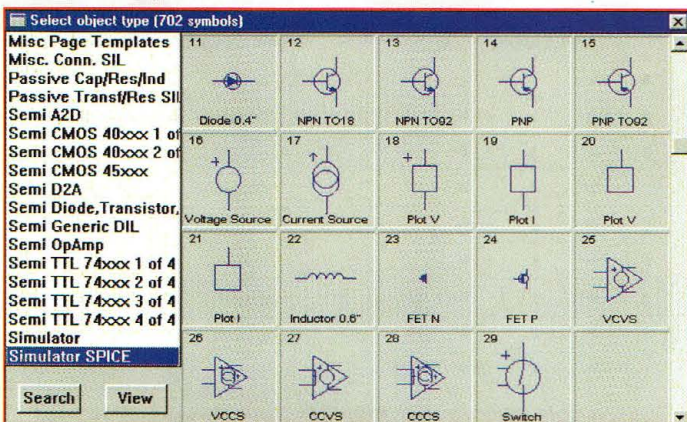 Select object type (702 symbols)
Misc Page Templates
Misc. Conn. SIL
Passive Cap/Res/Ind
Passive Transf/Res SIL
Semi A2D
Semi CMOS 40xxx 1 of
Semi CMOS 40xxx 2 of
Semi CMOS 45xxx
Semi D2A
Semi Diode,Transistor,
Semi Generic DIL
Semi OpAmp
Semi TTL 74xxx 1 of 4
Semi TTL 74xxx 2 of 4
Semi TTL 74xxx 3 of 4
Semi TTL 74xxx 4 of 4
Simulator
Simulator SPICE
Search View
11 12 13 14 15
Diode 0.4" NPN TO18 NPN TO92 PNP PNP TO92
16 17 18 19 20
Voltage Source Current Source Plot V Plot I Plot V
21 22 23 24 25
Plot I Inductor 0.6" FET N FET P VCVS
26 27 28 29
VCCS CCVS CCCS Switch